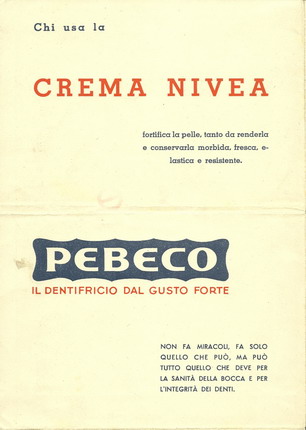 Chi usa la
CREMA NIVEA
fortifica la pelle, tanto da renderla
e conservarla morbida, fresca, e-
lastica e resistente.
PEBECO
IL DENTIFRICIO DAL GUSTO FORTE
NON FA MIRACOLI, FA SOLO
QUELLO CHE PUÒ, MA PUÒ
TUTTO QUELLO CHE DEVE PER
LA SANITÀ DELLA BOCCA E PER
L'INTEGRITÀ DEI DENTI.